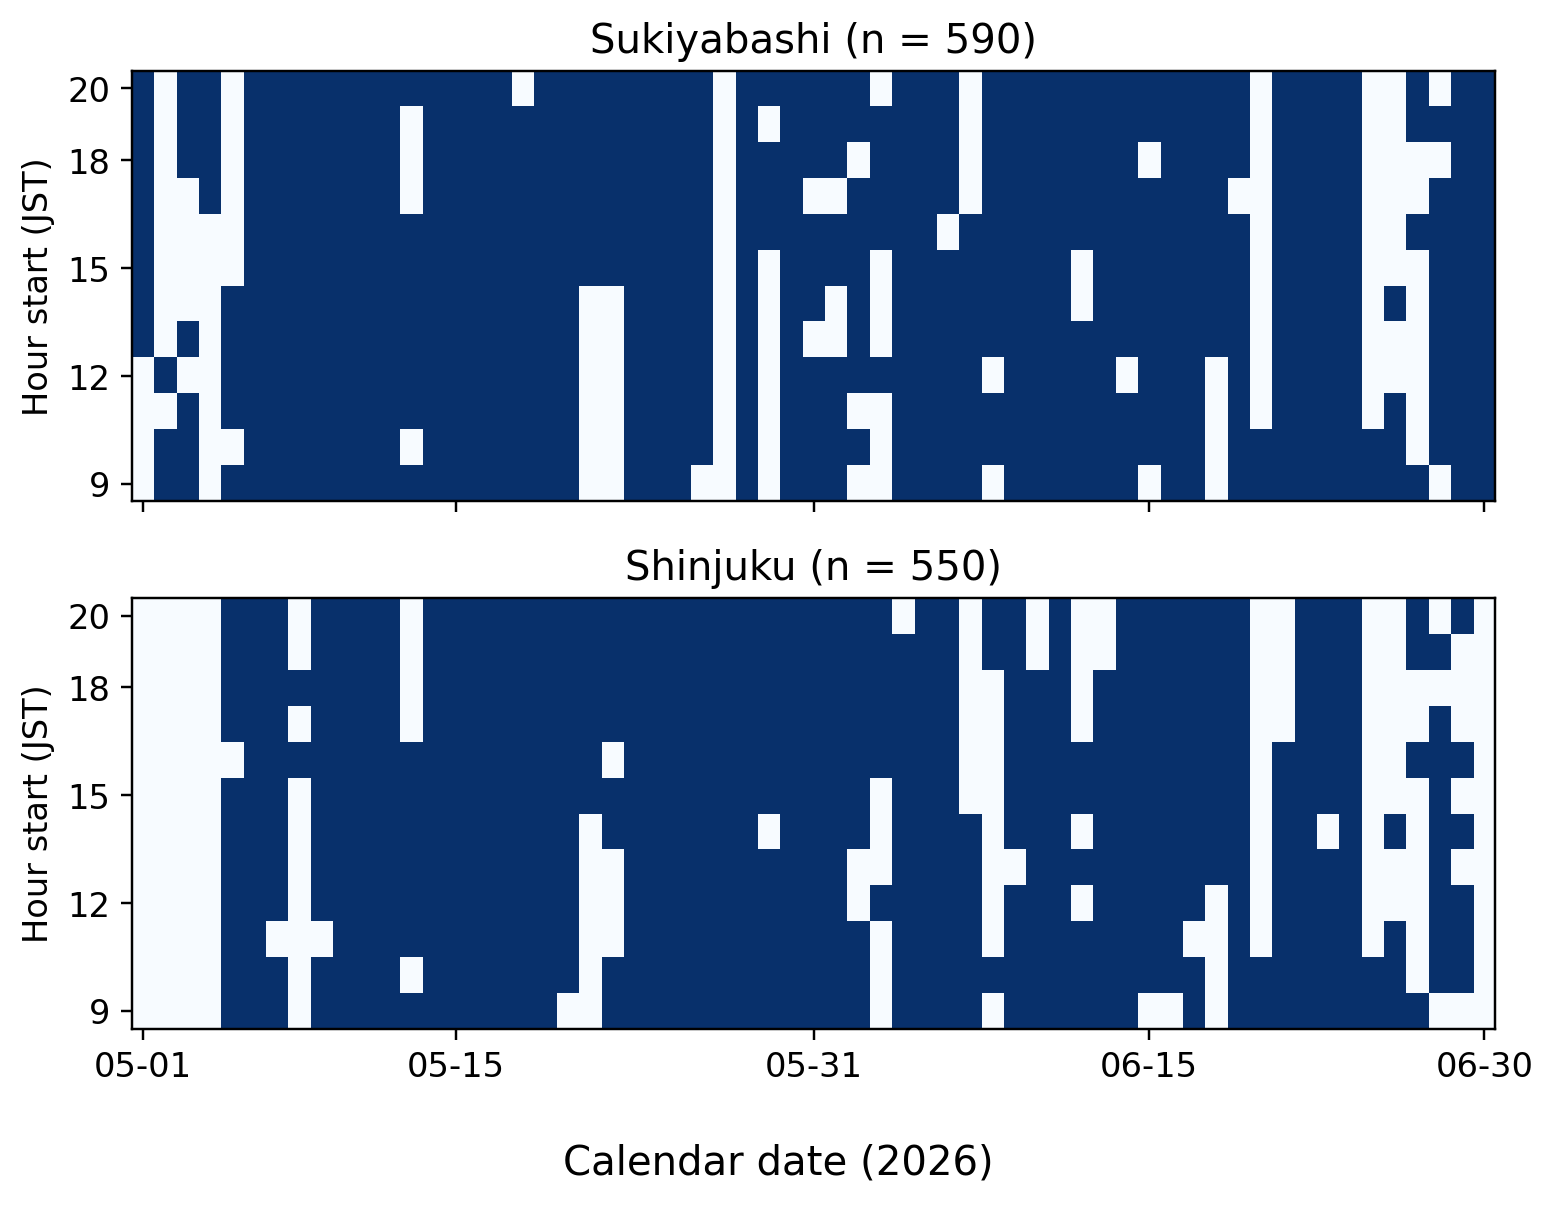 Sukiyabashi (n = 590)
20
18
15
12
9
Hour start (JST)
Shinjuku (n = 550)
20
18
15
12
9
Hour start (JST)
05-01 05-15 05-31 06-15 06-30
Calendar date (2026)